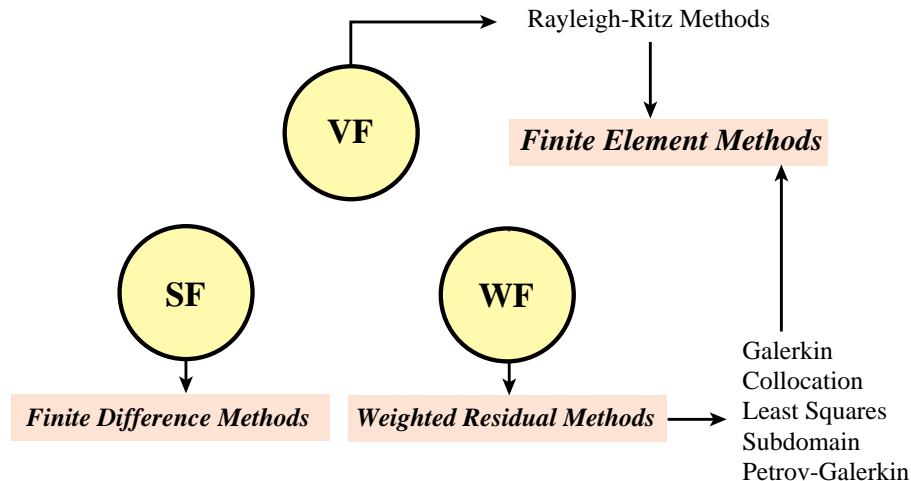 Rayleigh-Ritz Methods
VF
Finite Element Methods
SF
WF
Finite Difference Methods
Weighted Residual Methods
Galerkin
Collocation
Least Squares
Subdomain
Petrov-Galerkin